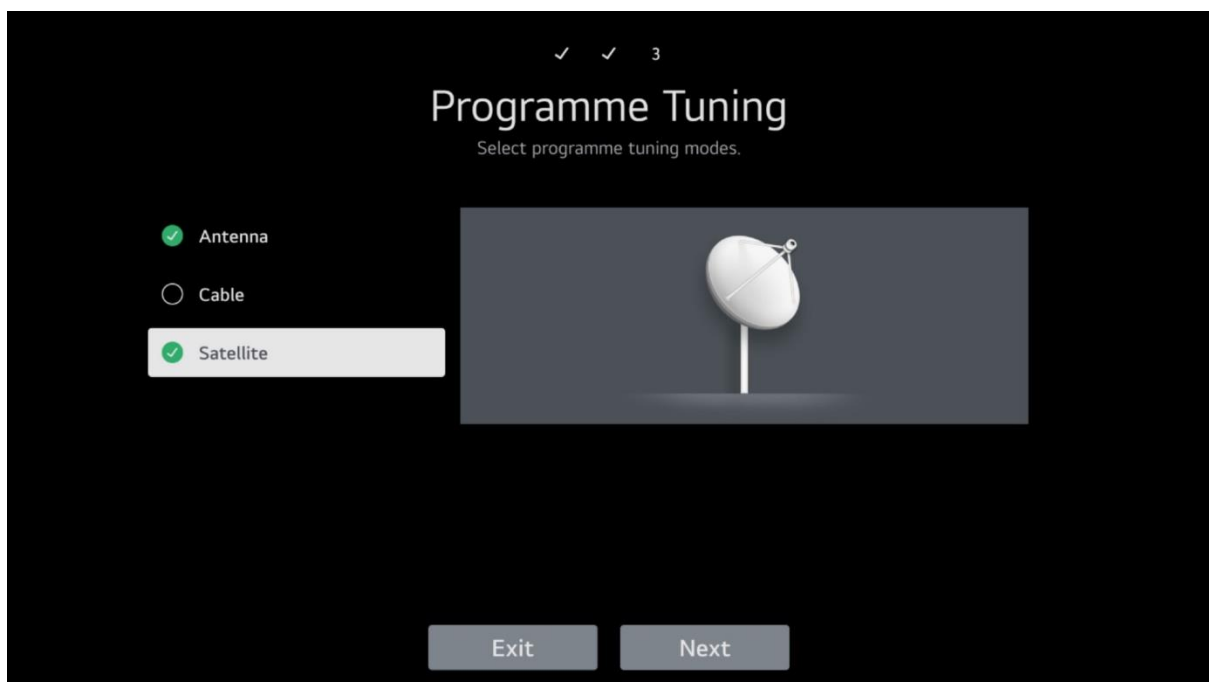 3
Programme Tuning
Select programme tuning modes.
Antenna
Cable
Satellite
Exit
Next